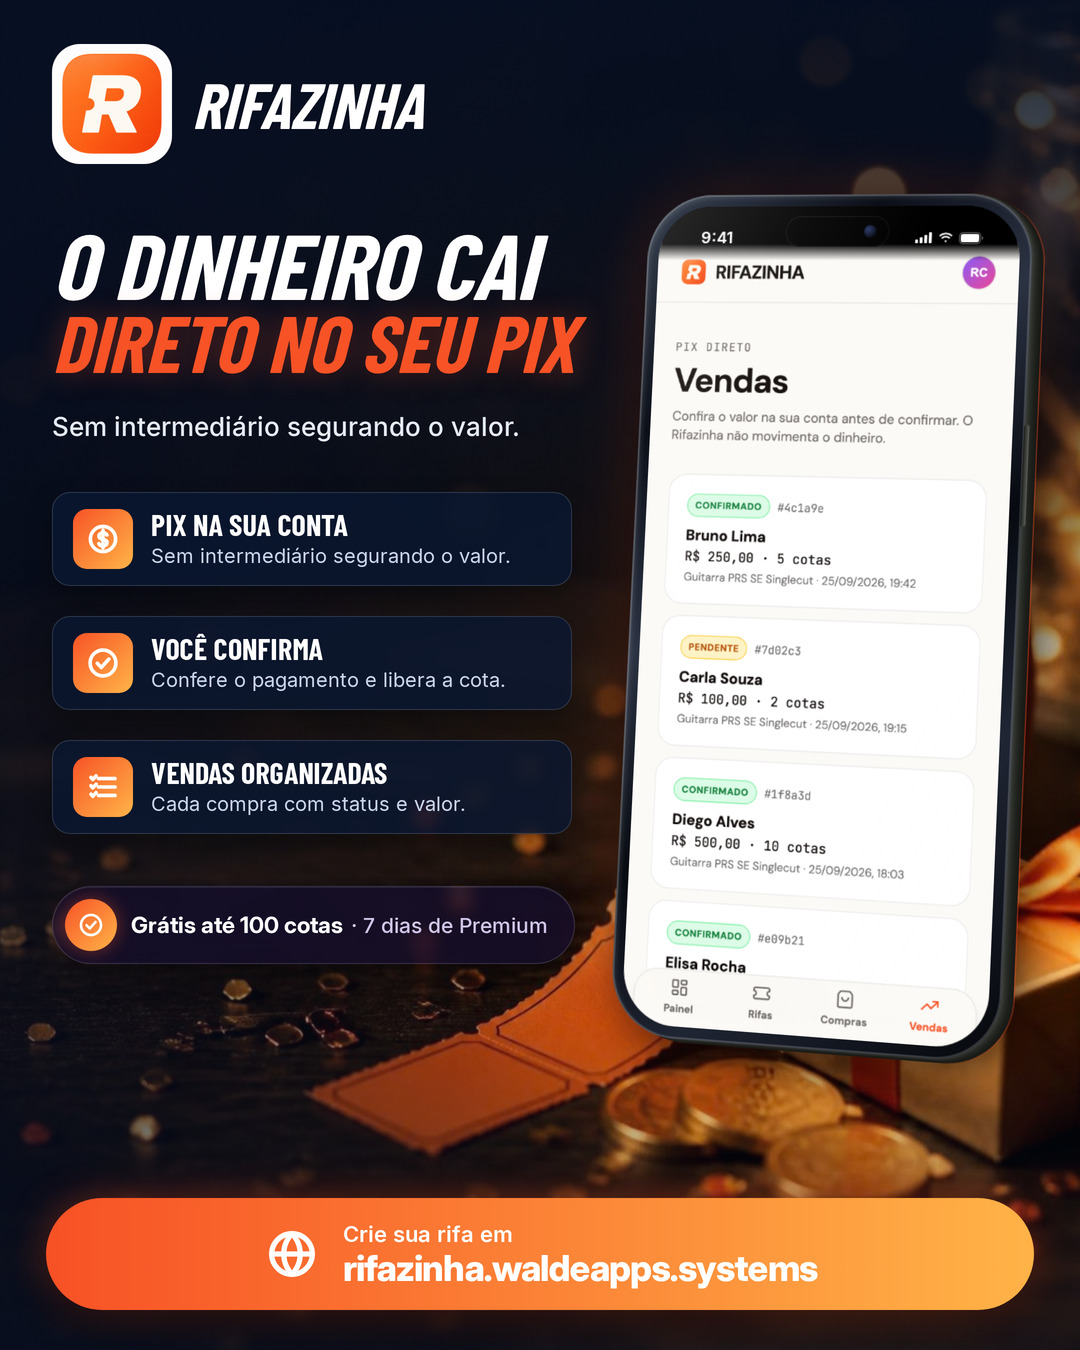 RIFAZINHA
O DINHEIRO CAI
DIRETO NO SEU PIX
Sem intermediário segurando o valor.
PIX NA SUA CONTA
Sem intermediário segurando o valor.
VOCÊ CONFIRMA
Confere o pagamento e libera a cota.
VENDAS ORGANIZADAS
Cada compra com status e valor.
Grátis até 100 cotas · 7 dias de Premium
9:41
RIFAZINHA
RC
PIX DIRETO
Vendas
Confira o valor na sua conta antes de confirmar. O
Rifazinha não movimenta o dinheiro.
CONFIRMADO #4c1a9e
Bruno Lima
R$ 250,00 · 5 cotas
Guitarra PRS SE Singlecut · 25/09/2026, 19:42
PENDENTE #7d02c3
Carla Souza
R$ 100,00 · 2 cotas
Guitarra PRS SE Singlecut · 25/09/2026, 19:15
CONFIRMADO #1f8a3d
Diego Alves
R$ 500,00 · 10 cotas
Guitarra PRS SE Singlecut · 25/09/2026, 18:03
CONFIRMADO #e09b21
Elisa Rocha
Painel Rifas Compras Vendas
Crie sua rifa em
rifazinha.waldeapps.systems